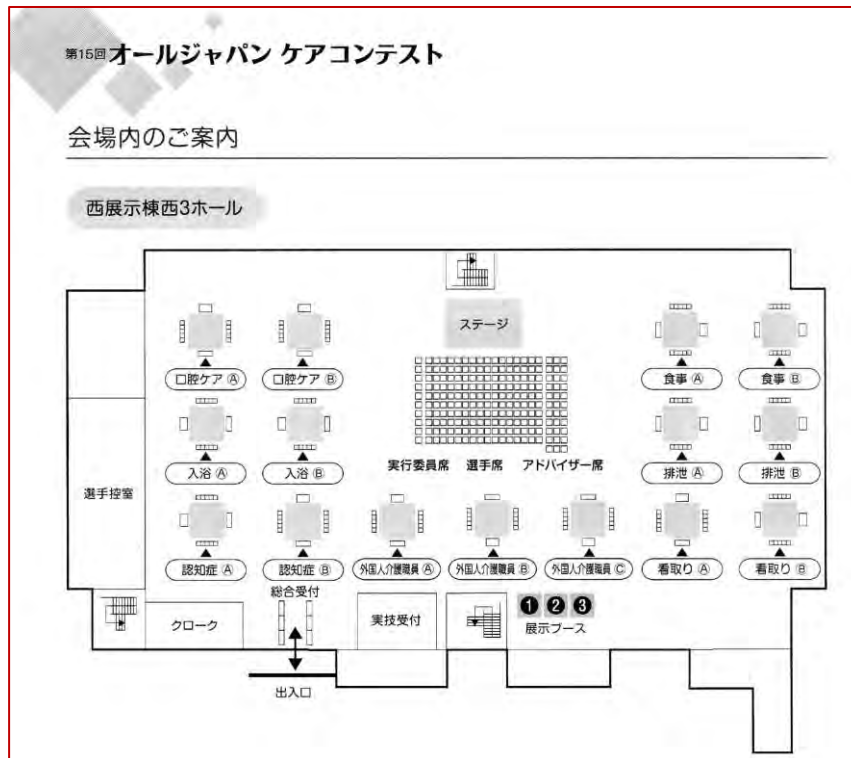 第15回オールジャパン ケアコンテスト
会場内のご案内
西展示棟西3ホール
ステージ
口腔ケア Ⓐ
口腔ケア Ⓑ
食事 Ⓐ
食事 Ⓑ
入浴 Ⓐ
入浴 Ⓑ
実行委員席 選手席 アドバイザー席
排泄 Ⓐ
排泄 Ⓑ
選手控室
認知症 Ⓐ
認知症 Ⓑ
外国人介護職員 Ⓐ
外国人介護職員 Ⓑ
外国人介護職員 Ⓒ
看取り Ⓐ
看取り Ⓑ
総合受付
クローク
実技受付
❶ ❷ ❸
展示ブース
出入口